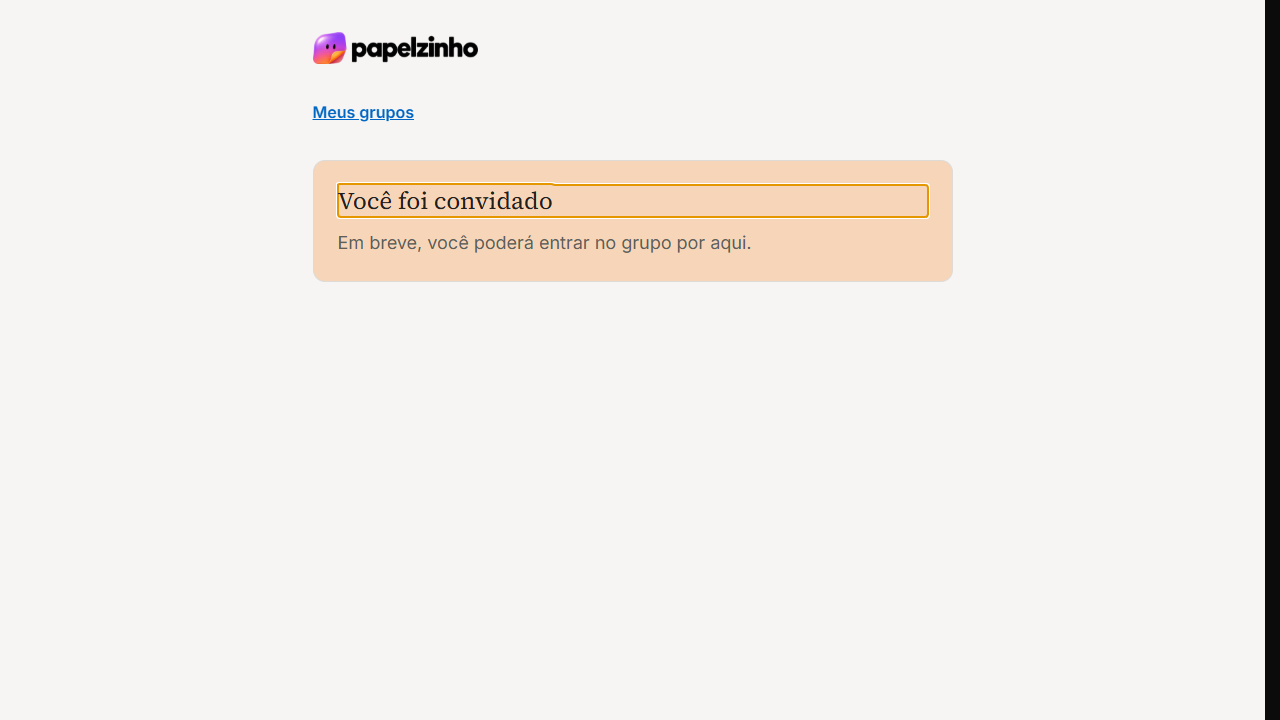 papelzinho
Meus grupos
Você foi convidado
Em breve, você poderá entrar no grupo por aqui.